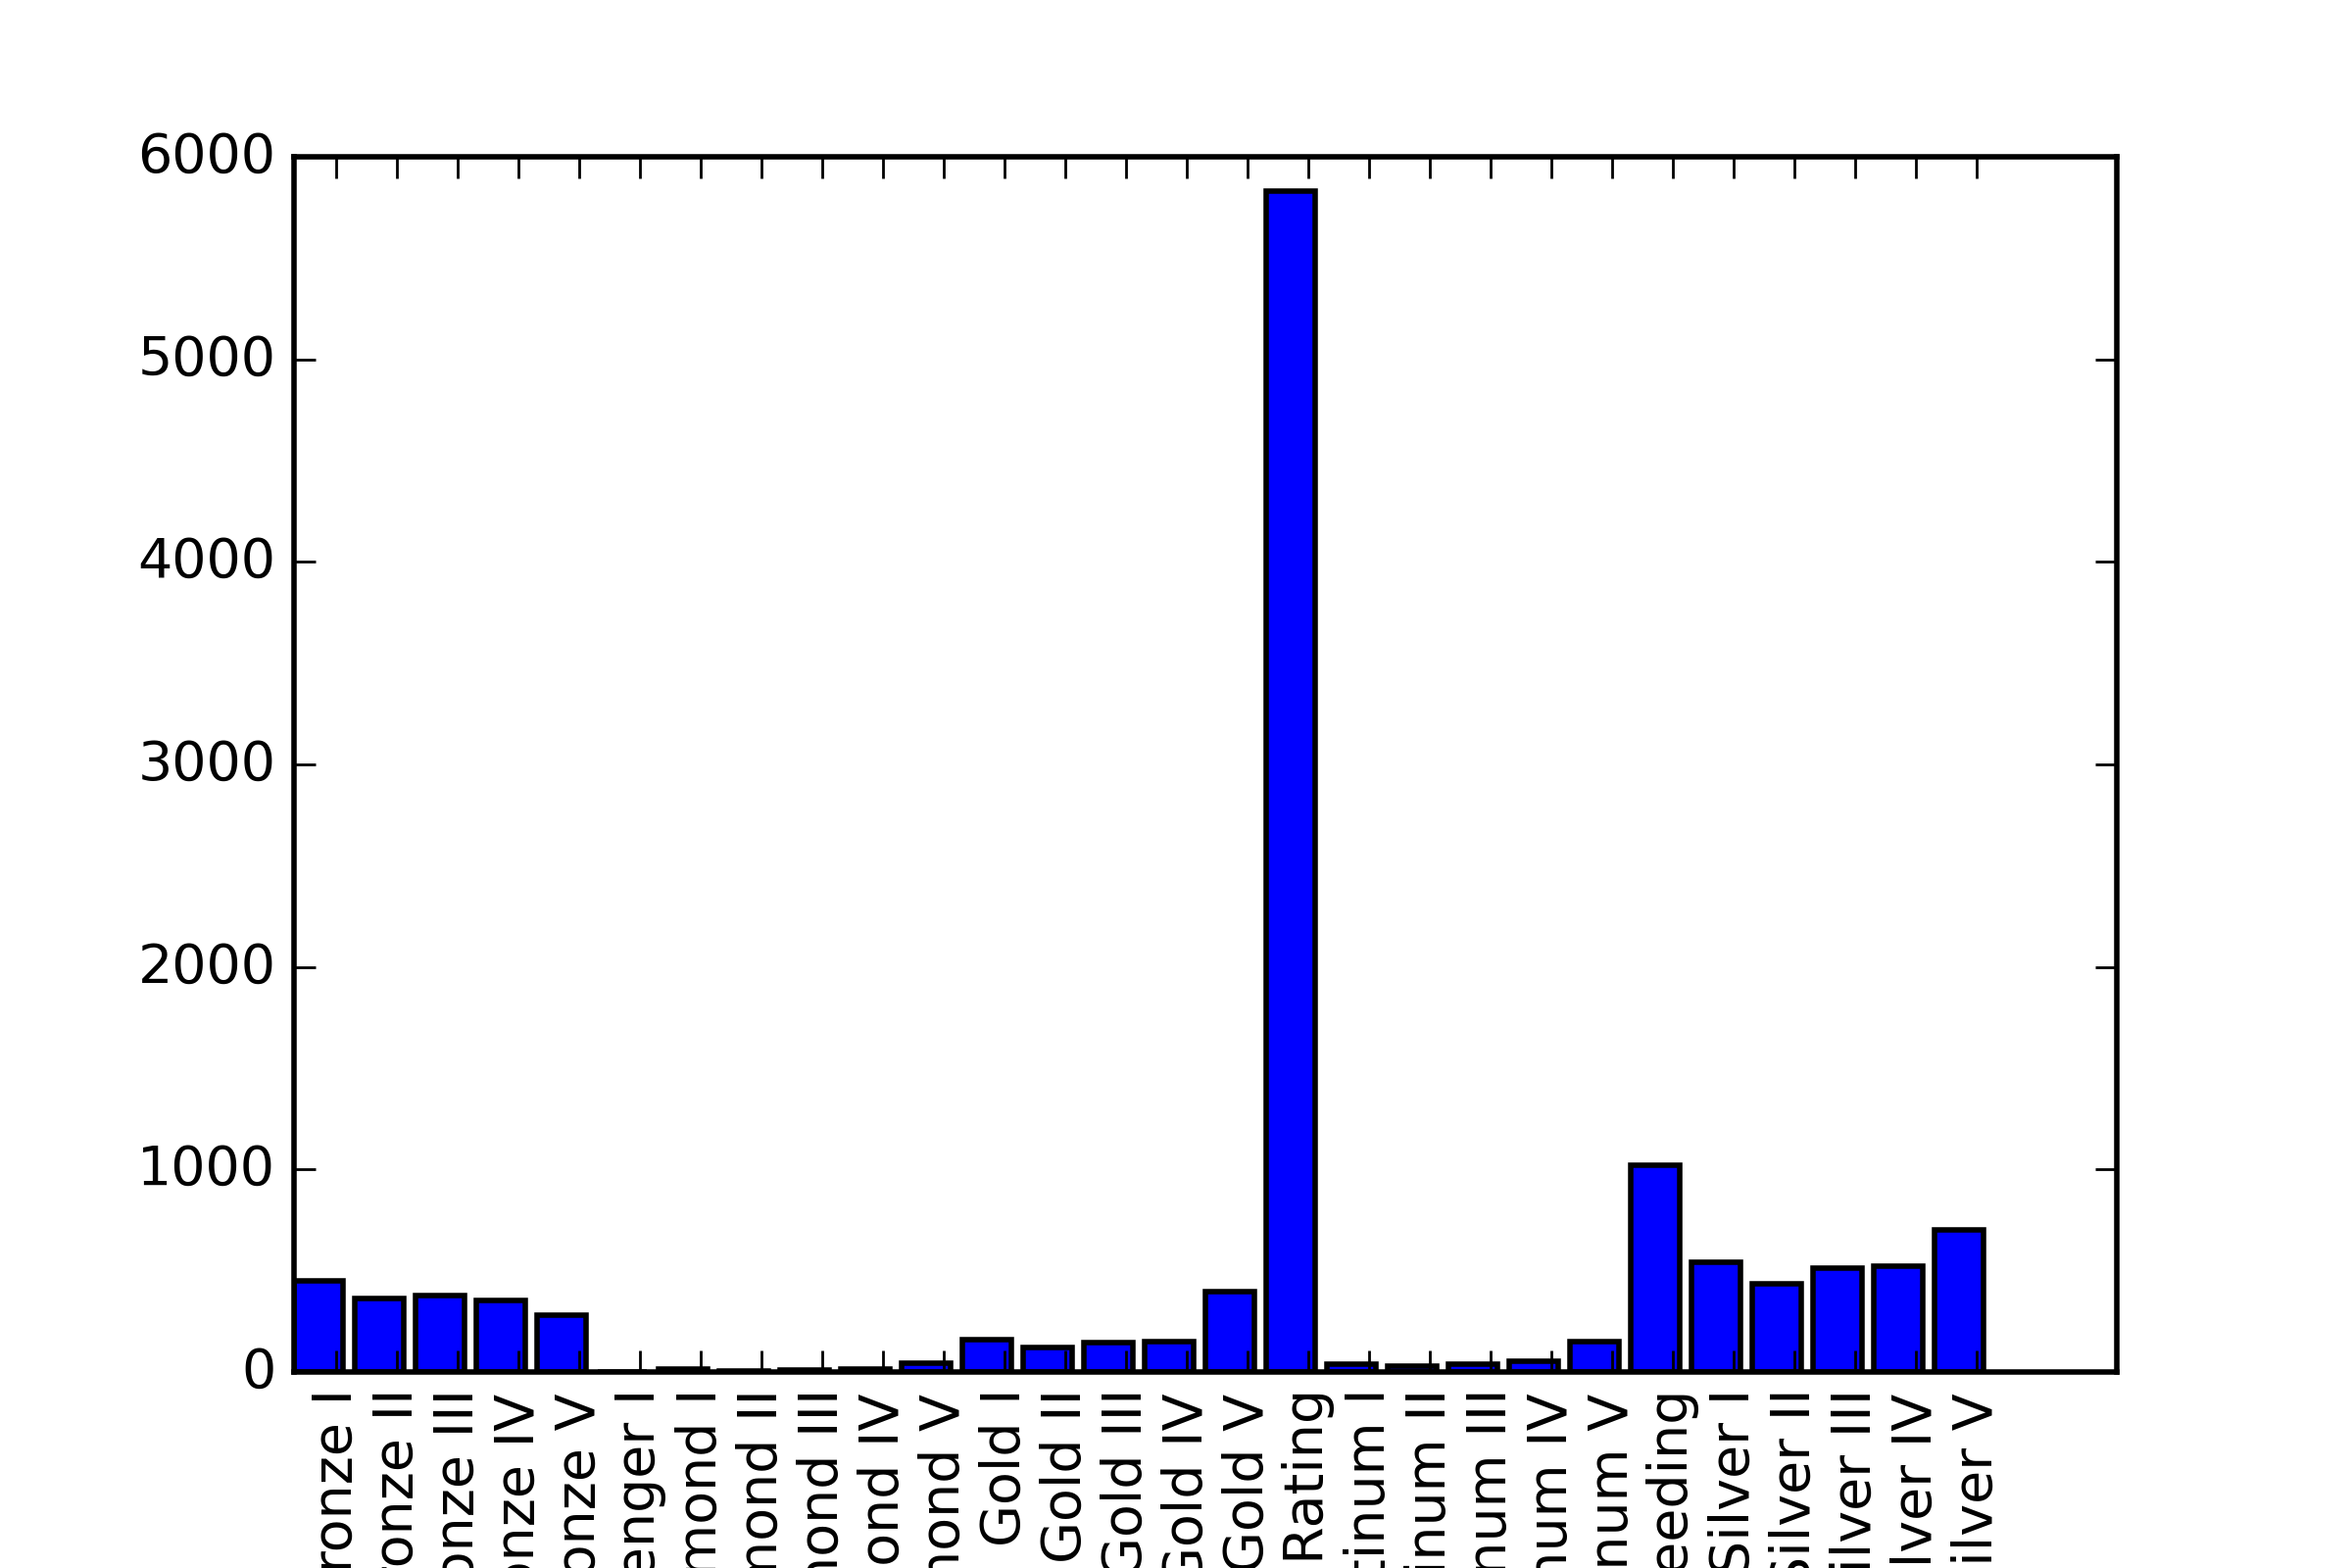 6000
5000
4000
3000
2000
1000
0
ronze I
onze II
onze III
onze IV
onze V
enger I
mond I
mond II
mond III
ond IV
mond V
Gold I
Gold II
Gold III
Gold IV
Gold V
Rating
tinum I
inum II
num III
num IV
num V
eeding
Silver I
Silver II
ilver III
lver IV
ilver V